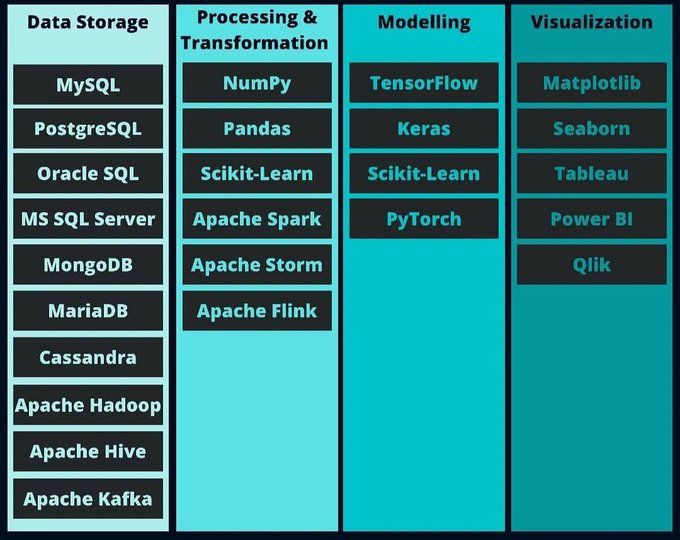 Data Storage
MySQL
PostgreSQL
Oracle SQL
MS SQL Server
MongoDB
MariaDB
Cassandra
Apache Hadoop
Apache Hive
Apache Kafka
Processing &
Transformation
NumPy
Pandas
Scikit-Learn
Apache Spark
Apache Storm
Apache Flink
Modelling
TensorFlow
Keras
Scikit-Learn
PyTorch
Visualization
Matplotlib
Seaborn
Tableau
Power BI
Qlik